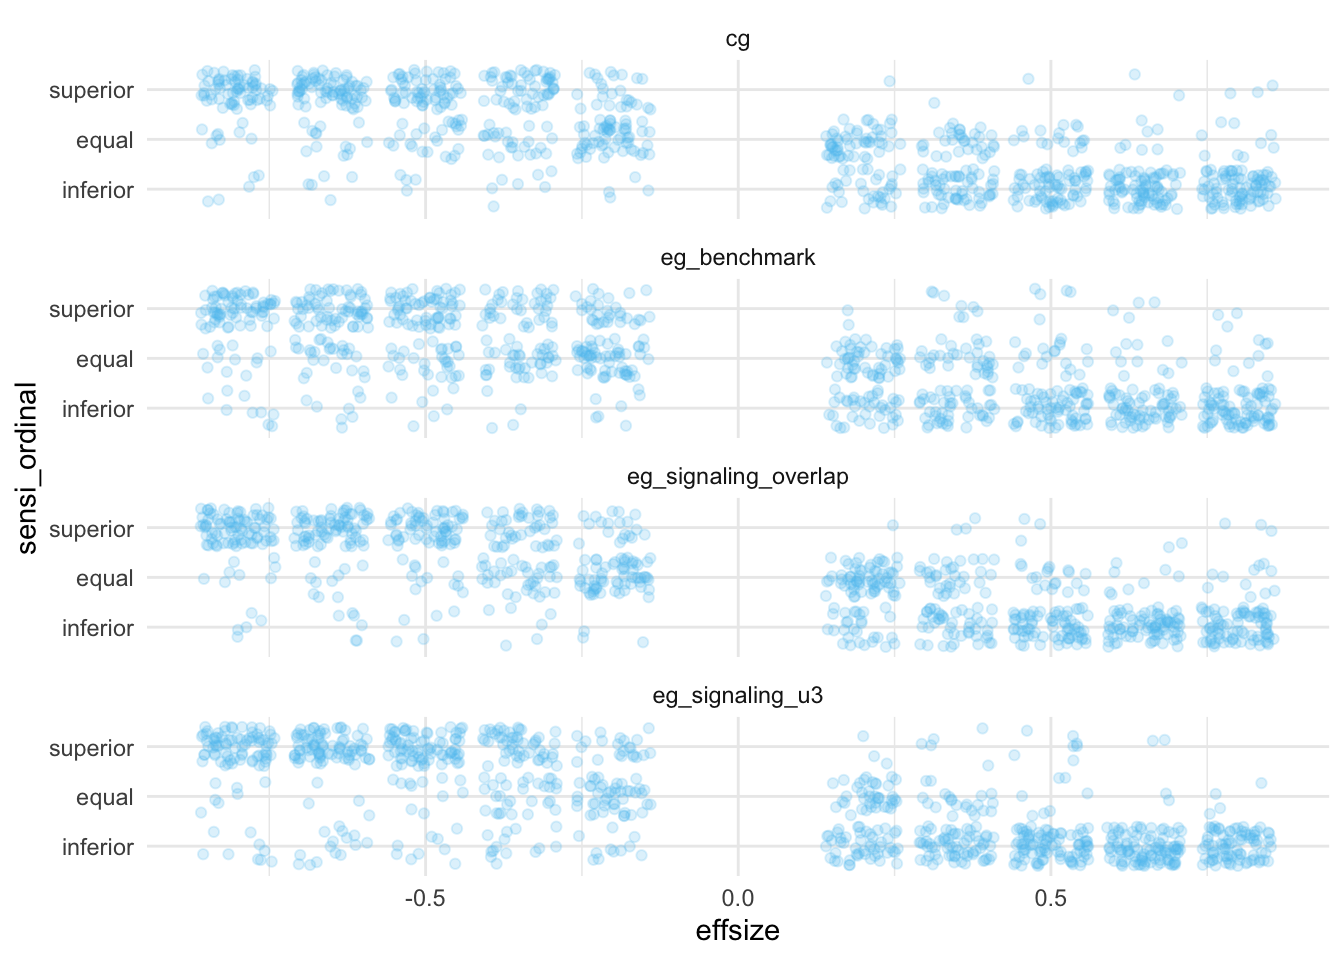 cg
superior
equal
inferior
eg_benchmark
superior
equal
inferior
eg_signaling_overlap
superior
equal
inferior
eg_signaling_u3
superior
equal
inferior
-0.5 0.0 0.5
effsize
sensi_ordinal